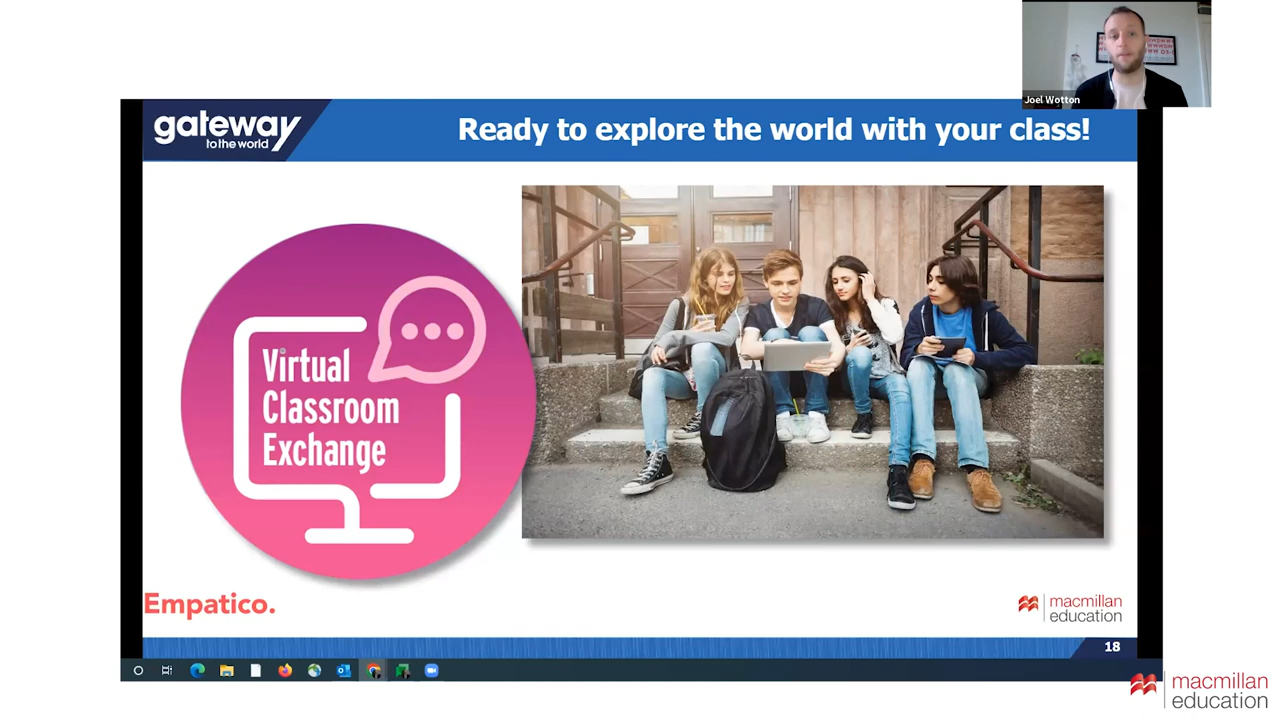 Joel Wotton
gateway
to the world
Ready to explore the world with your class!
Virtual
Classroom
Exchange
Empatico.
macmillan
education
18
macmillan
education